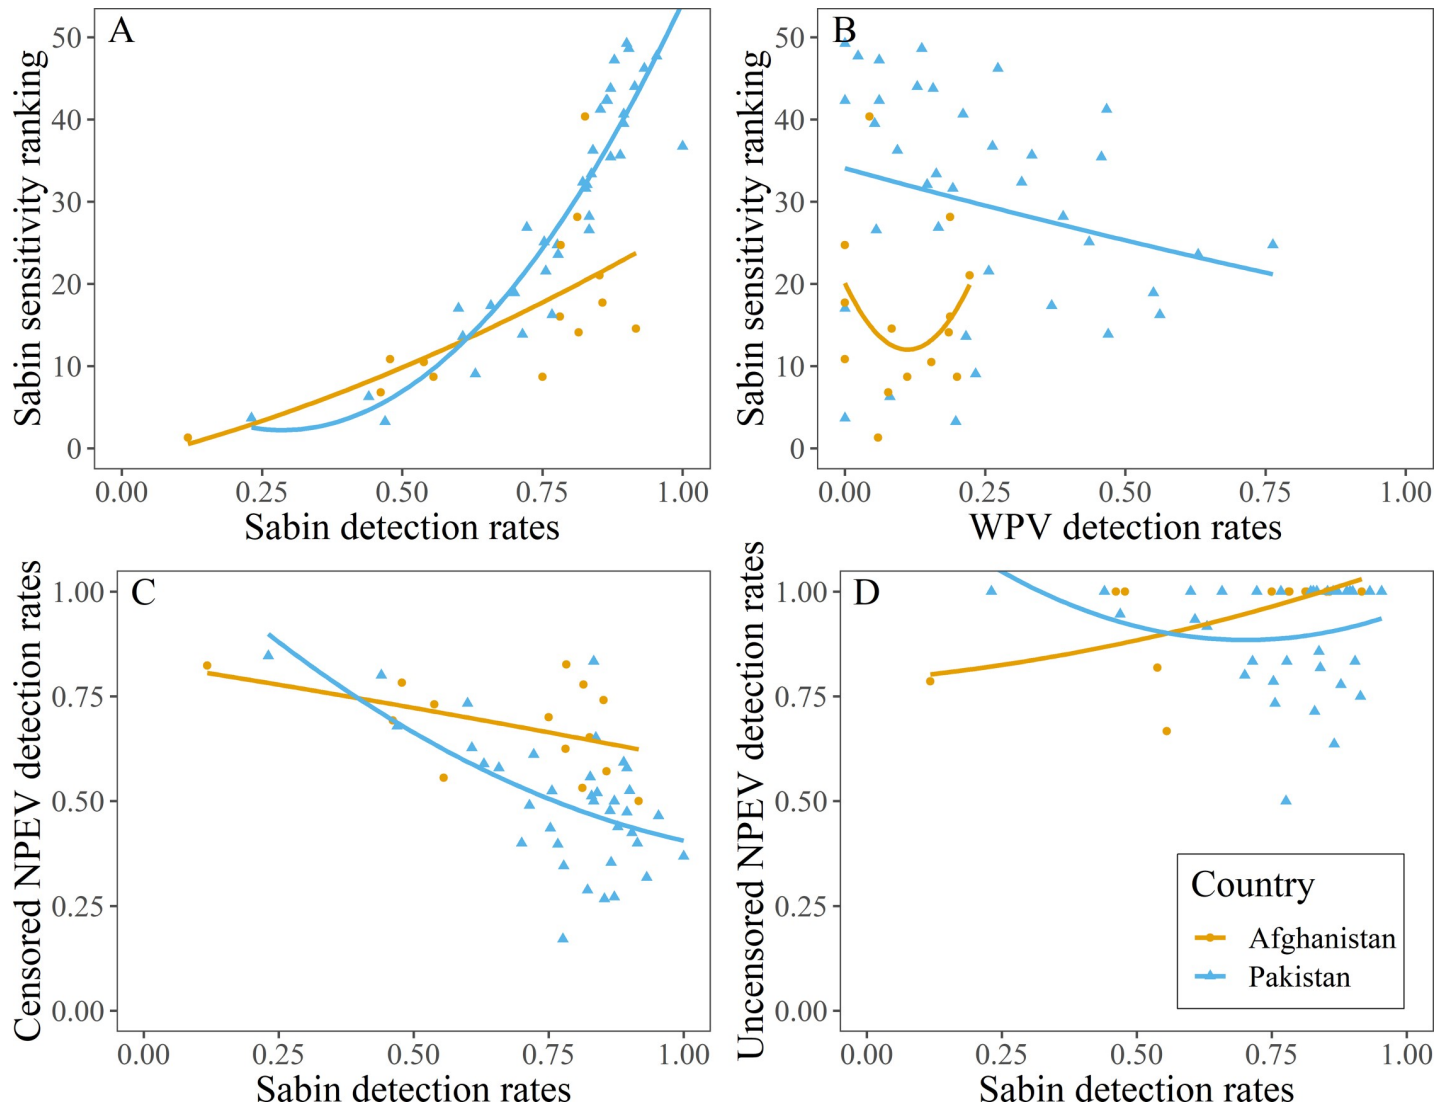 A
Sabin sensitivity ranking
50
40
30
20
10
0
0.00 0.25 0.50 0.75 1.00
Sabin detection rates
B
Sabin sensitivity ranking
50
40
30
20
10
0
0.00 0.25 0.50 0.75 1.00
WPV detection rates
C
Censored NPEV detection rates
1.00
0.75
0.50
0.25
0.00
0.00 0.25 0.50 0.75 1.00
Sabin detection rates
D
Uncensored NPEV detection rates
1.00
0.75
0.50
0.25
0.00
0.00 0.25 0.50 0.75 1.00
Sabin detection rates
Country
Afghanistan
Pakistan